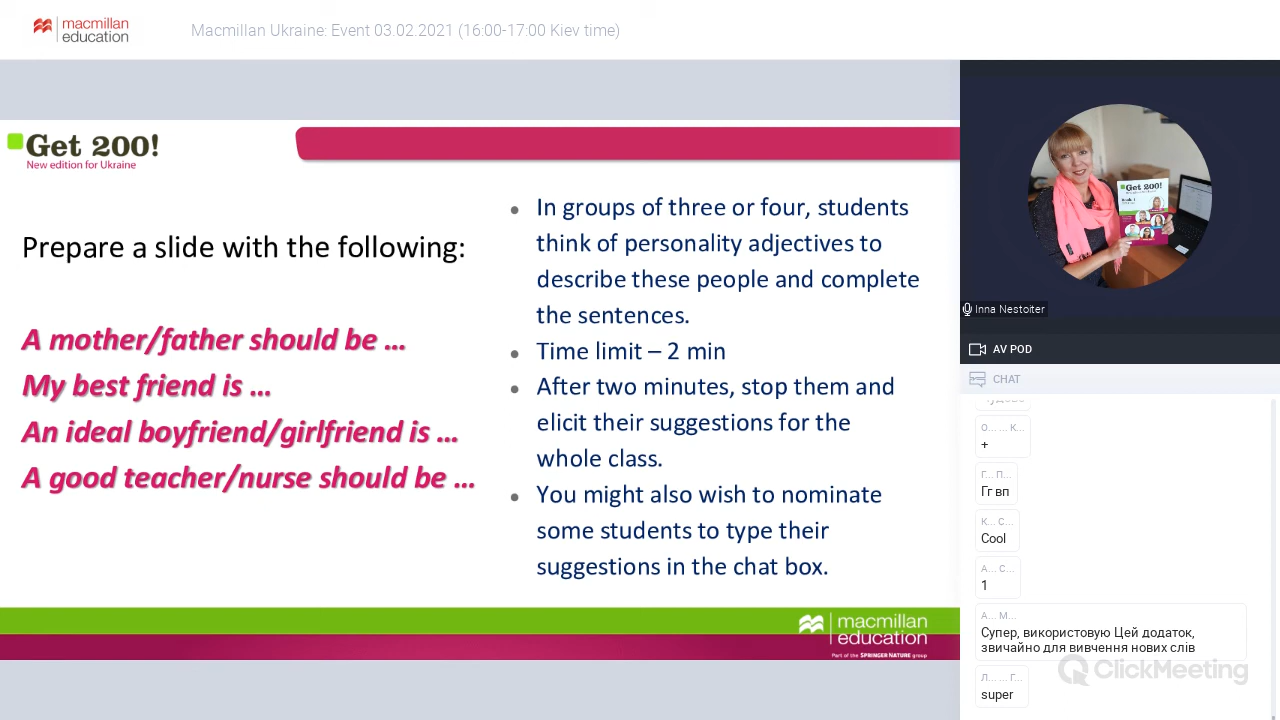 macmillan
education
Macmillan Ukraine: Event 03.02.2021 (16:00-17:00 Kiev time)
Get 200!
New edition for Ukraine
Prepare a slide with the following:
A mother/father should be ...
My best friend is ...
An ideal boyfriend/girlfriend is ...
A good teacher/nurse should be ...
• In groups of three or four, students
think of personality adjectives to
describe these people and complete
the sentences.
• Time limit – 2 min
• After two minutes, stop them and
elicit their suggestions for the
whole class.
• You might also wish to nominate
some students to type their
suggestions in the chat box.
macmillan
education
Part of the SPRINGER NATURE group
Get 200!
Inna Nestoiter
AV POD
CHAT
О... ... К...
+
Г... П...
Гг вп
К... С...
Cool
А... С...
1
А... М...
Супер, використовую Цей додаток,
звичайно для вивчення нових слів
ClickMeeting
Л... ... Г...
super